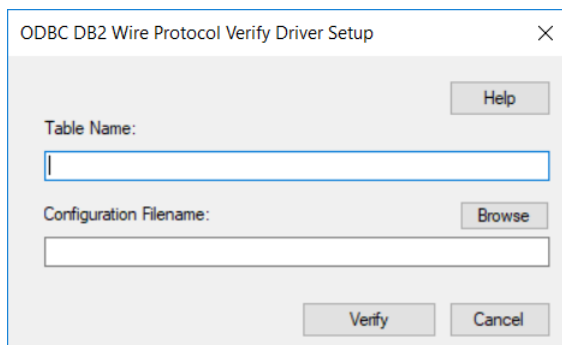 ODBC DB2 Wire Protocol Verify Driver Setup
Help
Table Name:
Configuration Filename:
Browse
Verify
Cancel